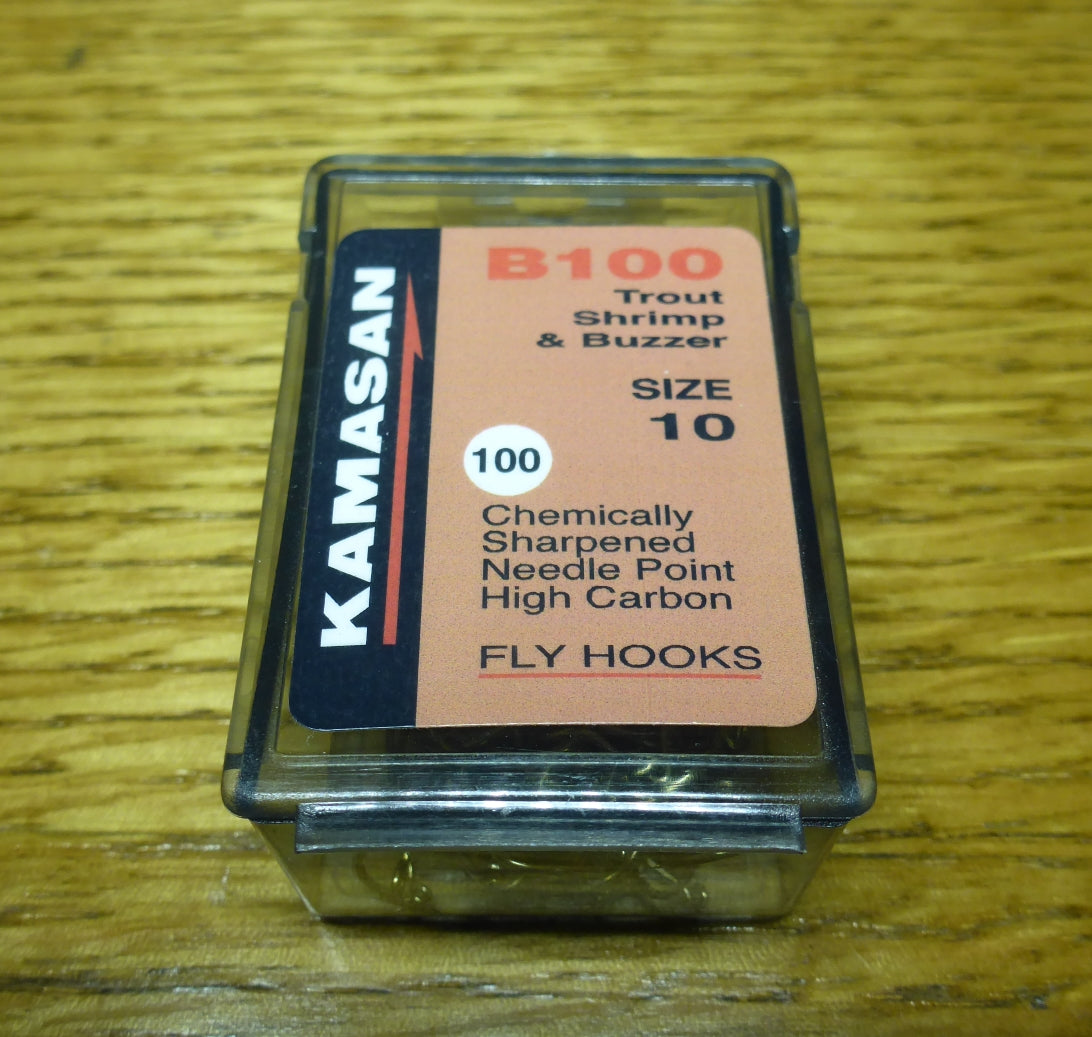 KAMASAN
B100
Trout
Shrimp
& Buzzer
SIZE
10
100
Chemically
Sharpened
Needle Point
High Carbon
FLY HOOKS